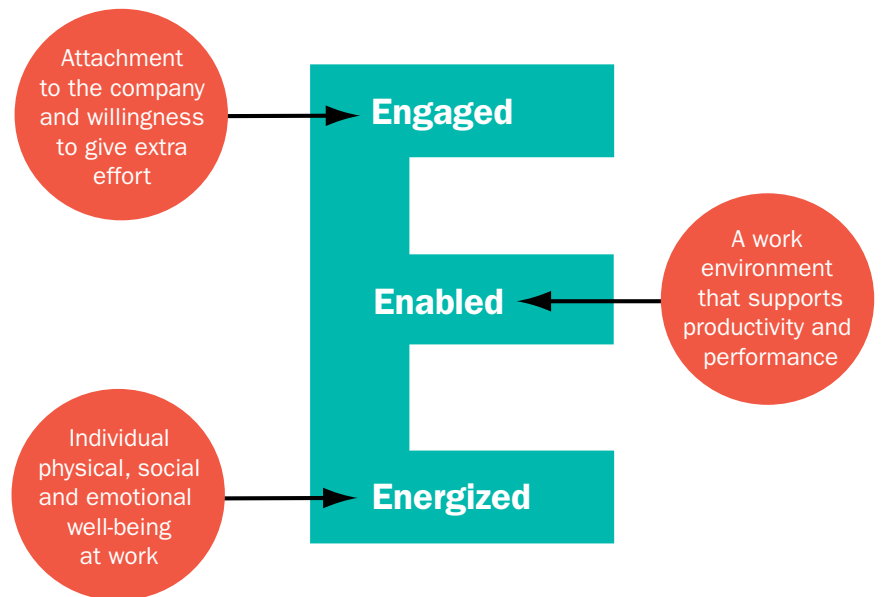 Attachment
to the company
and willingness
to give extra
effort
Engaged
A work
environment
that supports
productivity and
performance
Enabled
Individual
physical, social
and emotional
well-being
at work
Energized